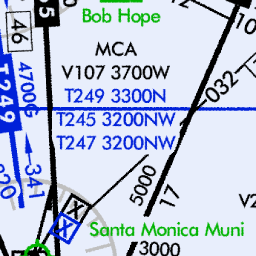 Bob Hope
46
MCA
V107 3700W
T249 3300N
T245 3200NW
T247 3200NW
T249
4700G
341
032
5000
17
Santa Monica Muni
3000